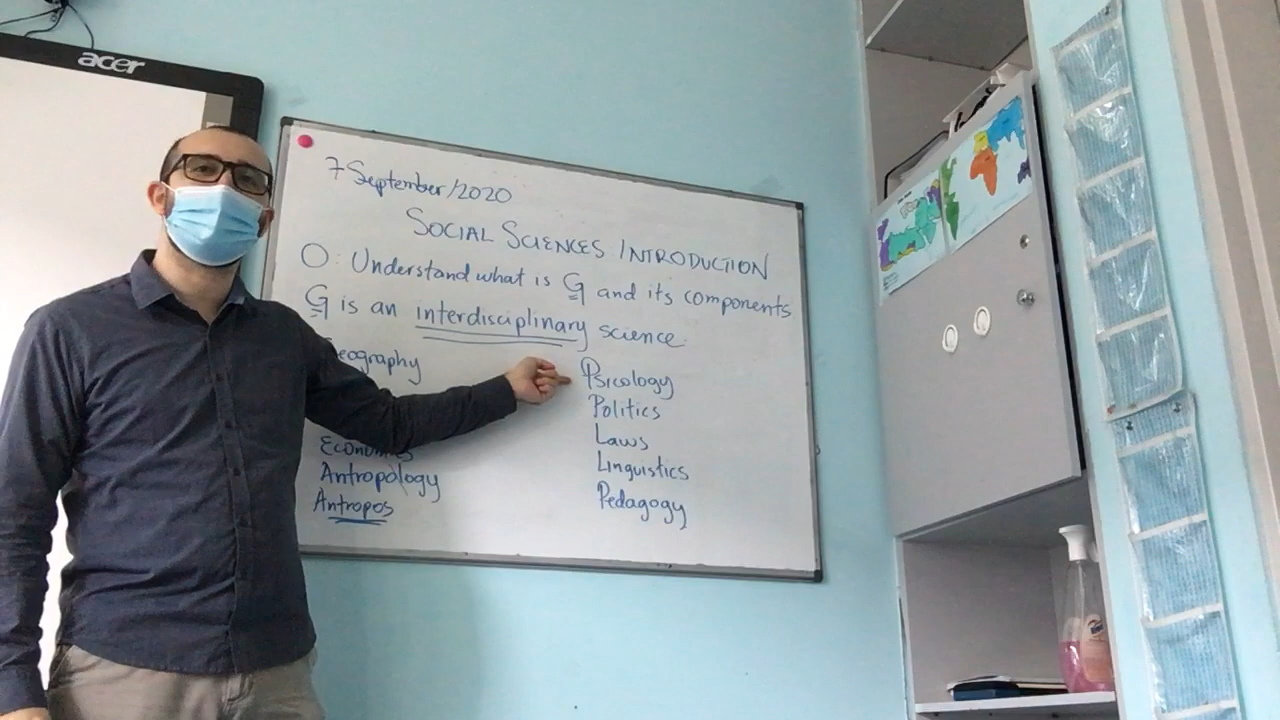 acer
7 September/2020
SOCIAL SCIENCES INTRODUCTION
O: Understand what is G and its components
G is an interdisciplinary science
Geography
Economics
Antropology
Antropos
Psicology
Politics
Laws
Linguistics
Pedagogy